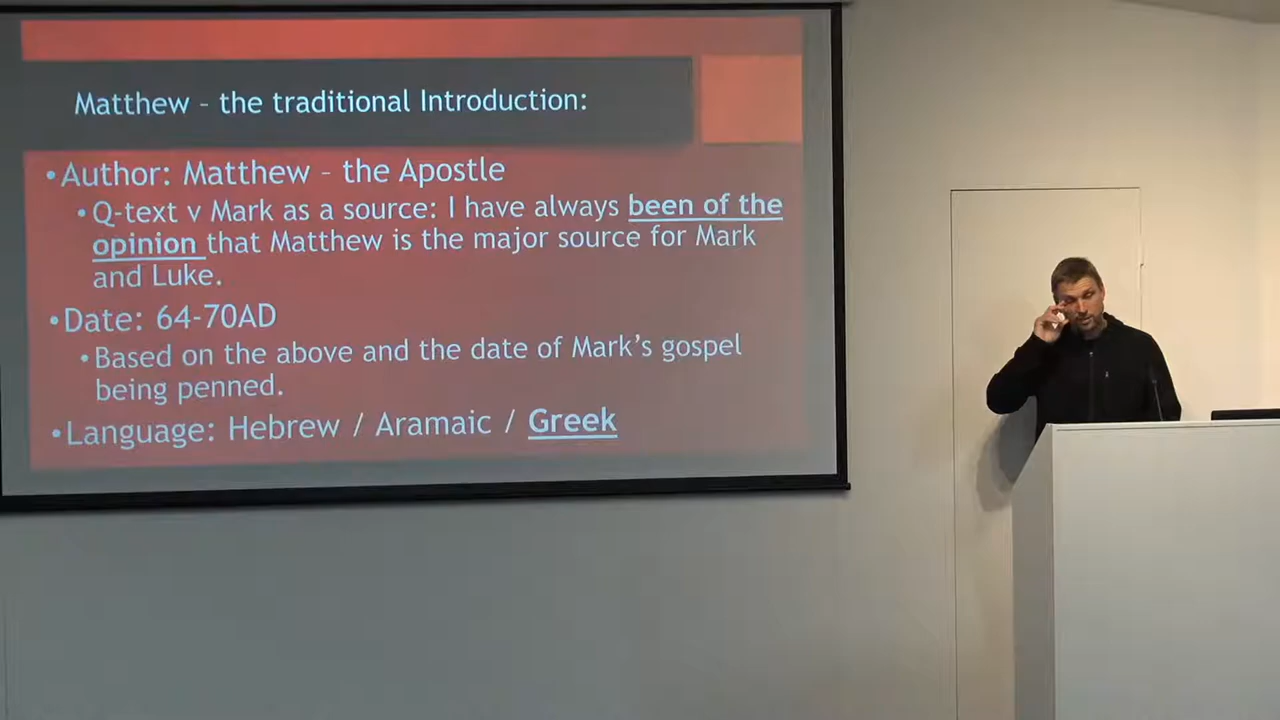 Matthew – the traditional Introduction:
•Author: Matthew – the Apostle
•Q-text v Mark as a source: I have always been of the
opinion that Matthew is the major source for Mark
and Luke.
•Date: 64-70AD
•Based on the above and the date of Mark's gospel
being penned.
•Language: Hebrew / Aramaic / Greek